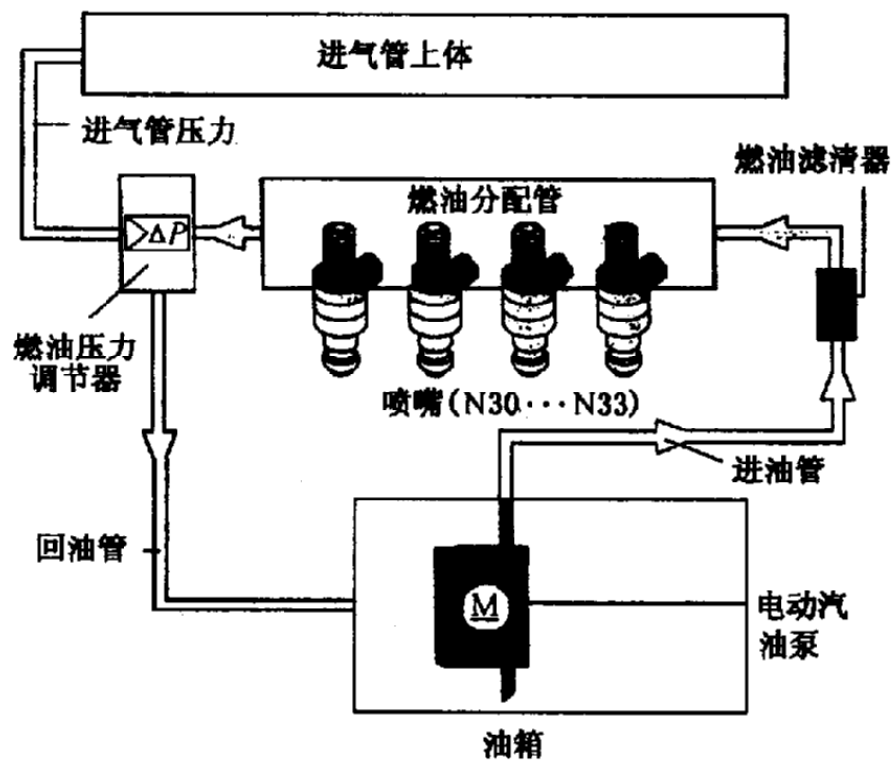 进气管上体
进气管压力
燃油滤清器
燃油分配管
ΔP
燃油压力
调节器
喷嘴(N30···N33)
进油管
回油管
M
电动汽
油泵
油箱